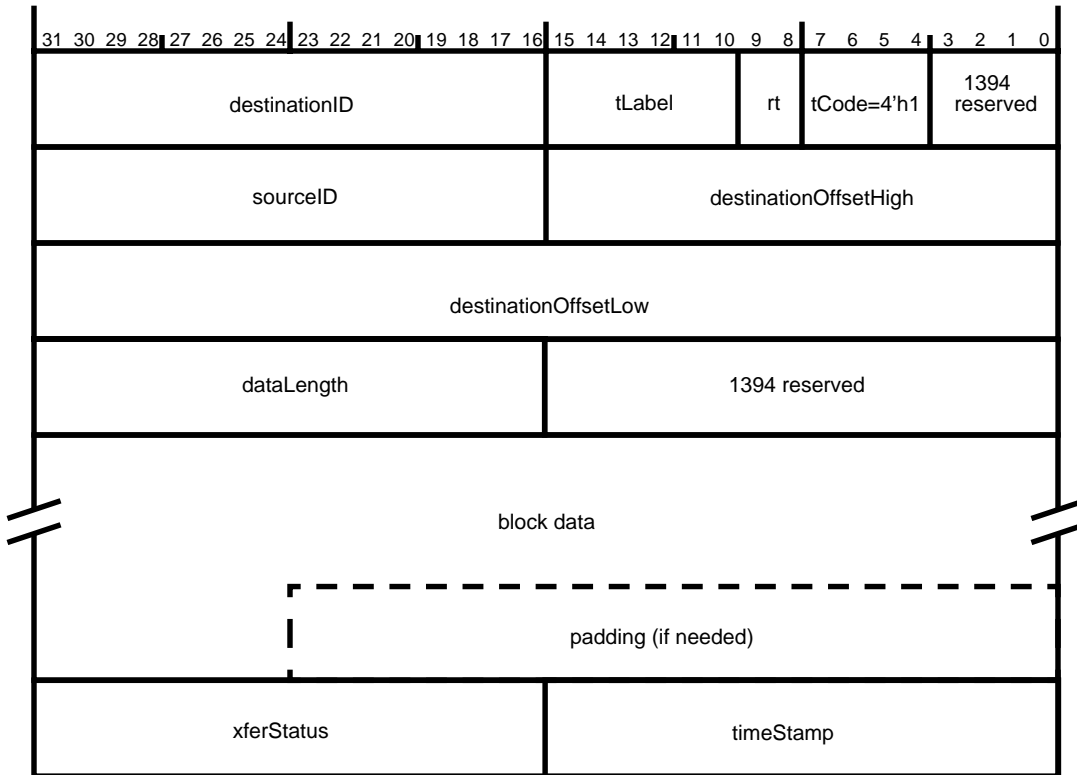 31 30 29 28 27 26 25 24 23 22 21 20 19 18 17 16 15 14 13 12 11 10 9 8 7 6 5 4 3 2 1 0
destinationID tLabel rt tCode=4'h1 1394
reserved
sourceID destinationOffsetHigh
destinationOffsetLow
dataLength 1394 reserved
block data
padding (if needed)
xferStatus timeStamp